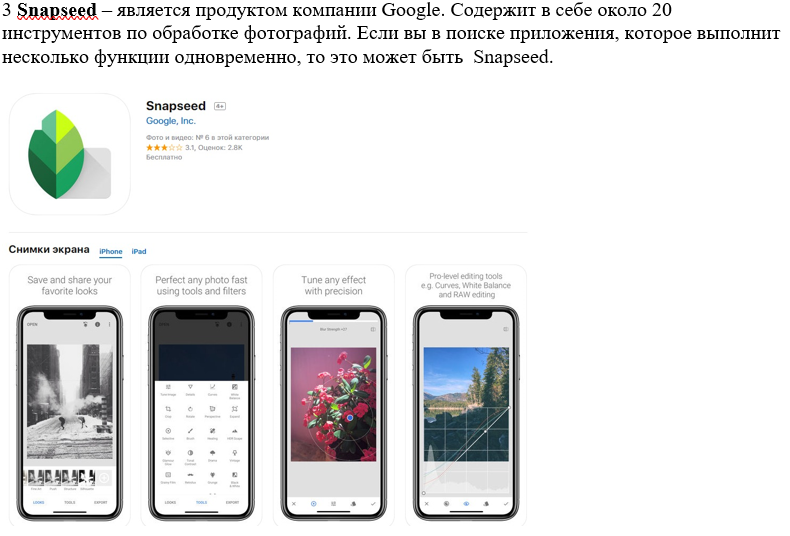 3 Snapseed – является продуктом компании Google. Содержит в себе около 20
инструментов по обработке фотографий. Если вы в поиске приложения, которое выполнит
несколько функции одновременно, то это может быть Snapseed.
Snapseed 4+
Google, Inc.
Фото и видео: № 6 в этой категории
★★★☆☆ 3.1, Оценок: 2.8K
Бесплатно
Снимки экрана iPhone iPad
Save and share your
favorite looks
OPEN
LOOKS TOOLS EXPORT
Perfect any photo fast
using tools and filters
LOOKS TOOLS EXPORT
Tune any effect
with precision
Pro-level editing tools
e.g. Curves, White Balance
and RAW editing